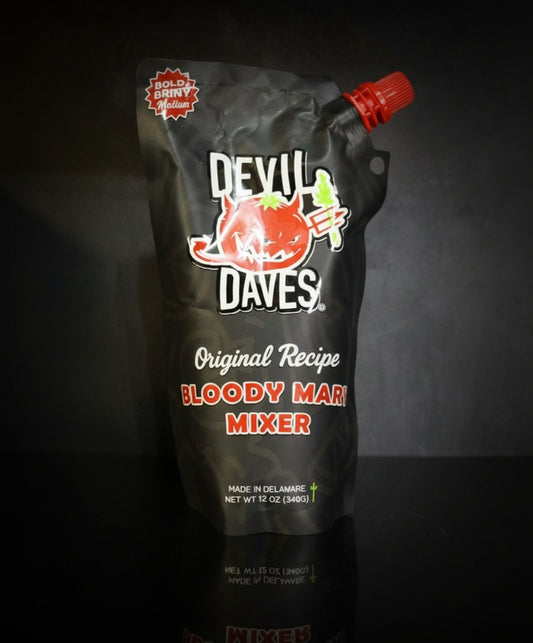 BOLD &
BRINY
Medium
DEVIL
DAVES
Original Recipe
BLOODY MARY
MIXER
MADE IN DELAWARE
NET WT 12 OZ (340G)